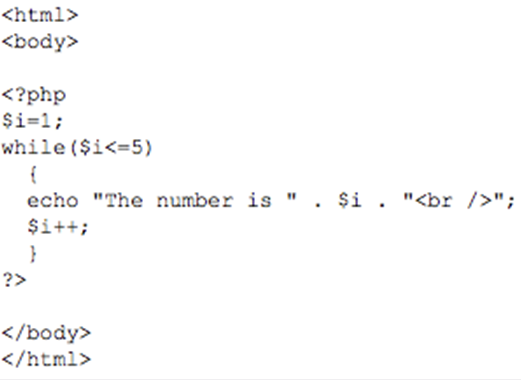 <html>
<body>

<?php
$i=1;
while($i<=5)
  {
  echo "The number is " . $i . "<br />";
  $i++;
  }
?>

</body>
</html>